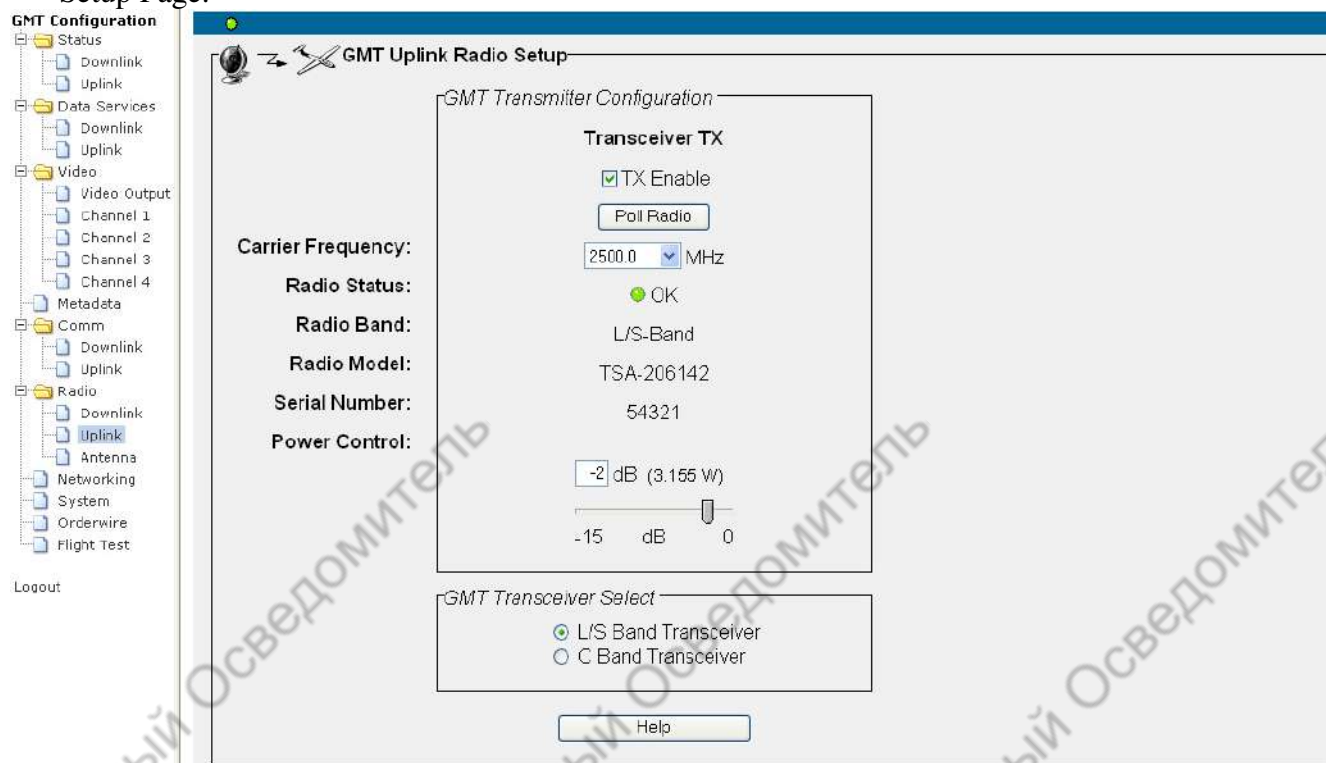 Setup Page.
GMT Configuration
Status
Downlink
Uplink
Data Services
Downlink
Uplink
Video
Video Output
Channel 1
Channel 2
Channel 3
Channel 4
Metadata
Comm
Downlink
Uplink
Radio
Downlink
Uplink
Antenna
Networking
System
Orderwire
Flight Test
Logout
GMT Uplink Radio Setup
GMT Transmitter Configuration
Transceiver TX
TX Enable
Poll Radio
Carrier Frequency: 2500.0 MHz
Radio Status: OK
Radio Band: L/S-Band
Radio Model: TSA-206142
Serial Number: 54321
Power Control:
-2 dB (3.155 W)
-15 dB 0
GMT Transceiver Select
L/S Band Transceiver
C Band Transceiver
Help
ый Осведомитель
ый Осведомитель